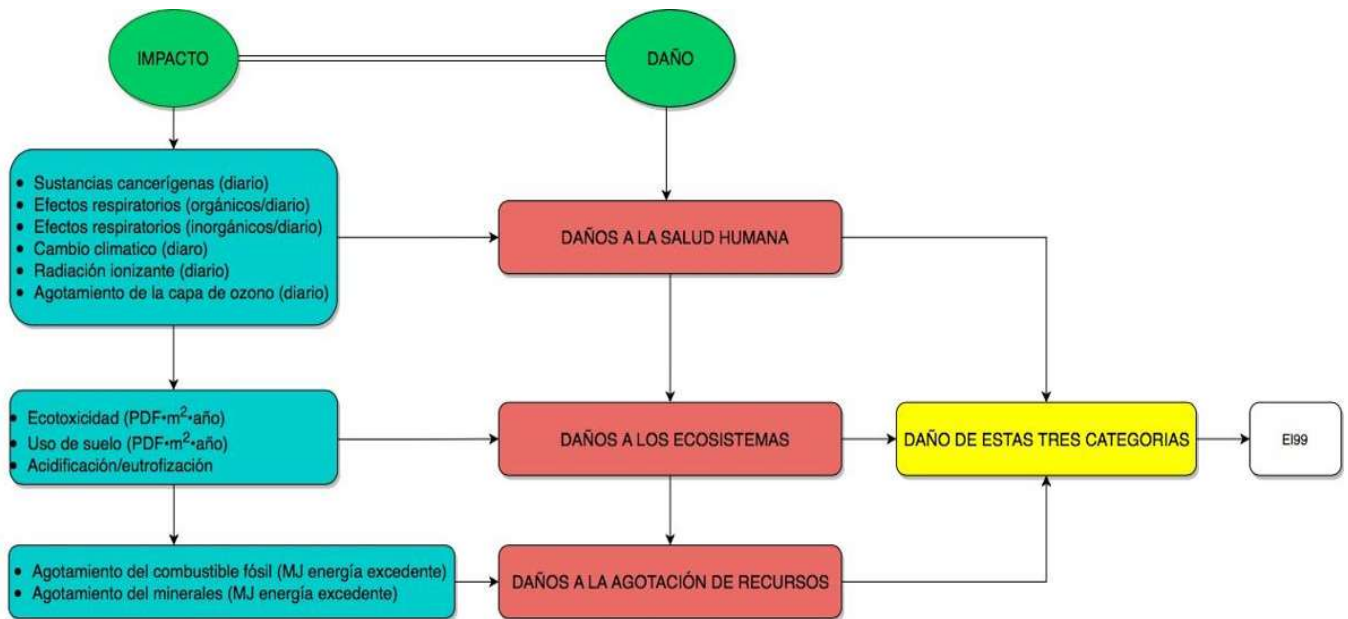 IMPACTO
DAÑO
• Sustancias cancerígenas (diario)
• Efectos respiratorios (orgánicos/diario)
• Efectos respiratorios (inorgánicos/diario)
• Cambio climatico (diaro)
• Radiación ionizante (diario)
• Agotamiento de la capa de ozono (diario)
DAÑOS A LA SALUD HUMANA
• Ecotoxicidad (PDF•m²•año)
• Uso de suelo (PDF•m²•año)
• Acidificación/eutrofización
DAÑOS A LOS ECOSISTEMAS
DAÑO DE ESTAS TRES CATEGORIAS
EI99
• Agotamiento del combustible fósil (MJ energía excedente)
• Agotamiento del minerales (MJ energía excedente)
DAÑOS A LA AGOTACIÓN DE RECURSOS